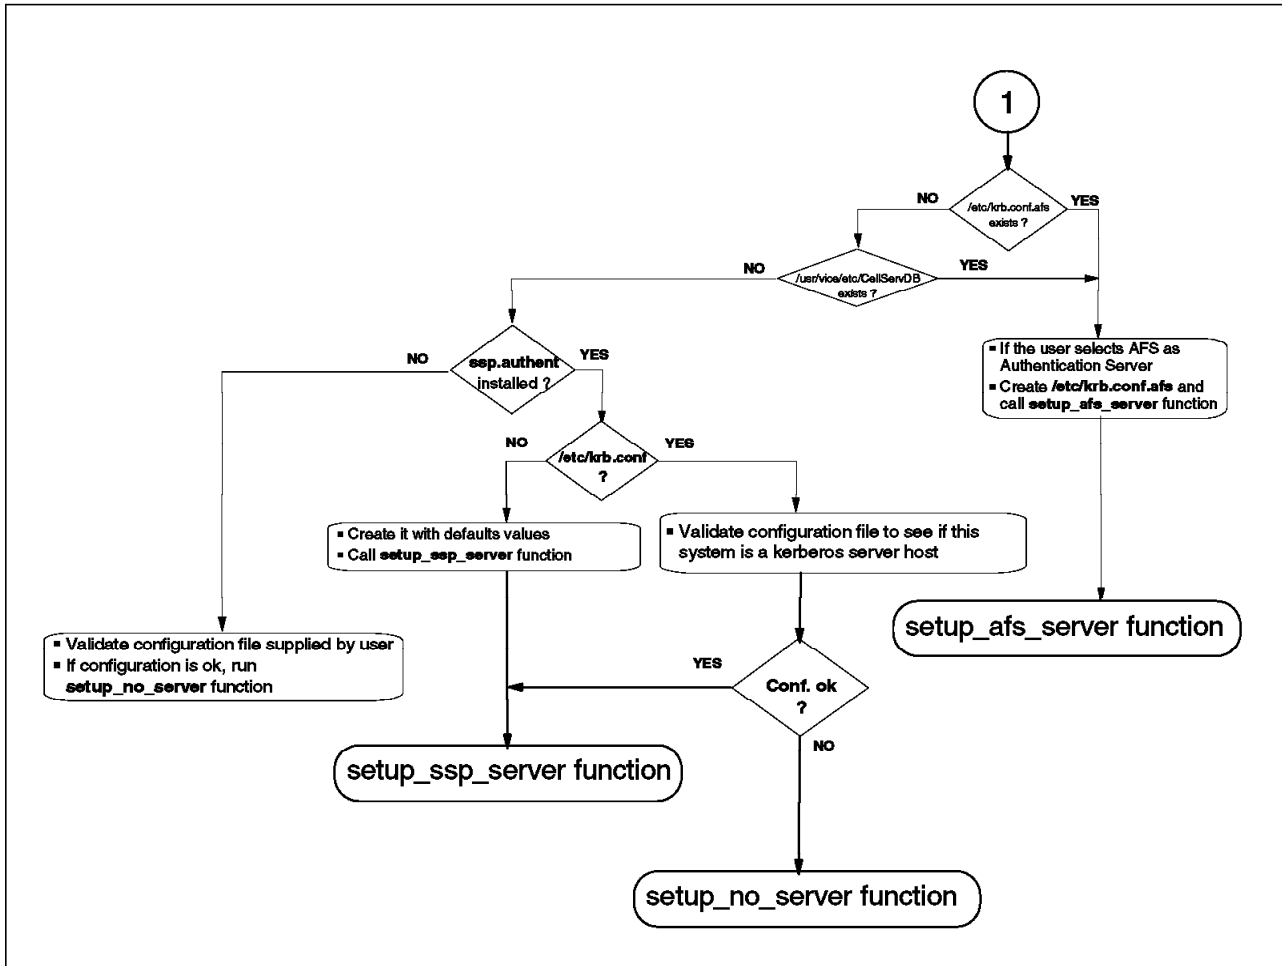 1
NO
/etc/krb.conf.afs
exists ?
YES
NO
/usr/vice/etc/CellServDB
exists ?
YES
NO
ssp.authent
installed ?
YES
▪ If the user selects AFS as
Authentication Server
▪ Create /etc/krb.conf.afs and
call setup_afs_server function
NO
/etc/krb.conf
?
YES
▪ Create it with defaults values
▪ Call setup_ssp_server function
▪ Validate configuration file to see if this
system is a kerberos server host
setup_afs_server function
▪ Validate configuration file supplied by user
▪ If configuration is ok, run
setup_no_server function
YES
Conf. ok
?
NO
setup_ssp_server function
setup_no_server function